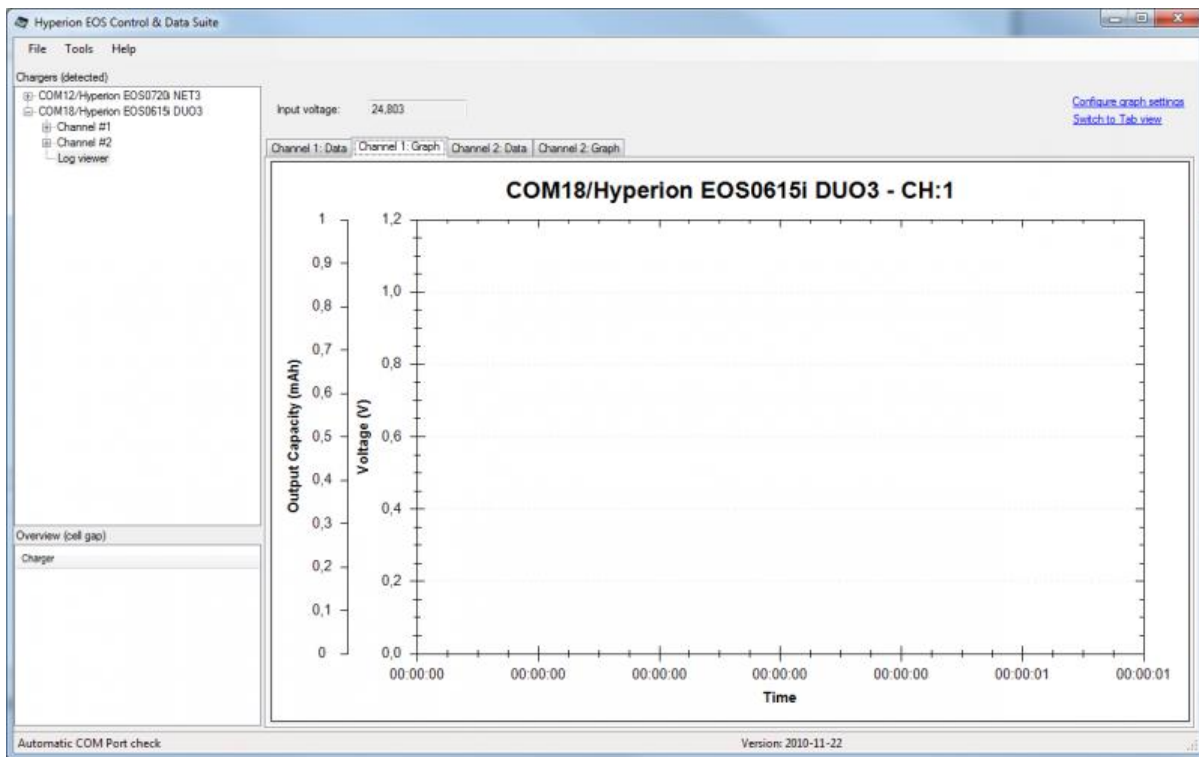 Hyperion EOS Control & Data Suite
File Tools Help
Chargers (detected)
COM12/Hyperion EOS0720i NET3
COM18/Hyperion EOS0615i DUO3
Channel #1
Channel #2
Log viewer
Input voltage: 24,803
Configure graph settings
Switch to Tab view
Channel 1: Data Channel 1: Graph Channel 2: Data Channel 2: Graph
COM18/Hyperion EOS0615i DUO3 - CH:1
Output Capacity (mAh)
1
0,9
0,8
0,7
0,6
0,5
0,4
0,3
0,2
0,1
0
Voltage (V)
1,2
1,0
0,8
0,6
0,4
0,2
0,0
00:00:00 00:00:00 00:00:00 00:00:00 00:00:00 00:00:01 00:00:01
Time
Overview (cell gap)
Charger
Automatic COM Port check
Version: 2010-11-22